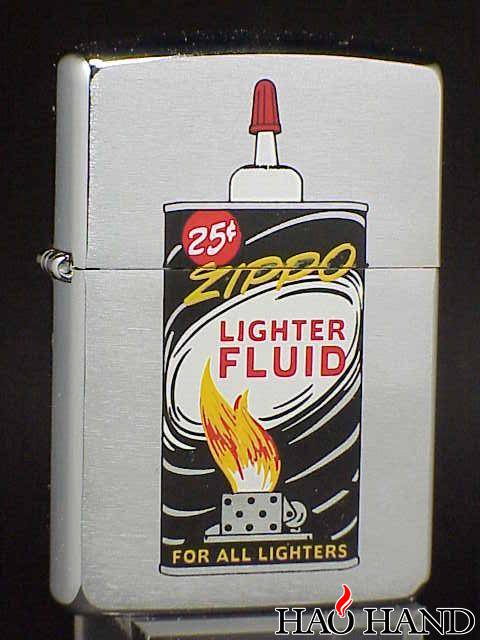 25¢
ZIPPO
LIGHTER
FLUID
FOR ALL LIGHTERS
HAO HAND